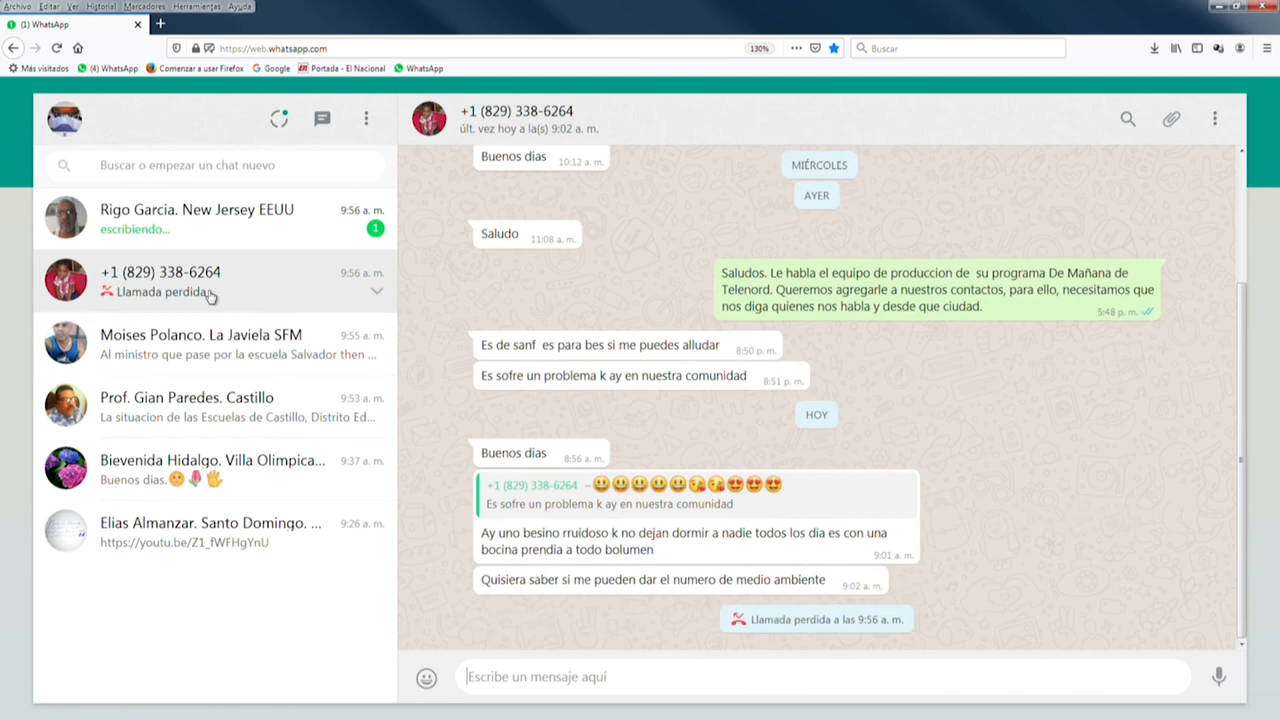 Archivo Editar Ver Historial Marcadores Herramientas Ayuda
(1) WhatsApp
https://web.whatsapp.com
130%
Buscar
Más visitados
(4) WhatsApp
Comenzar a usar Firefox
Google
Portada - El Nacional
WhatsApp
Buscar o empezar un chat nuevo
Rigo Garcia. New Jersey EEUU 9:56 a. m.
escribiendo... 1
+1 (829) 338-6264 9:56 a. m.
Llamada perdida
Moises Polanco. La Javiela SFM 9:55 a. m.
Al ministro que pase por la escuela Salvador then ...
Prof. Gian Paredes. Castillo 9:53 a. m.
La situacion de las Escuelas de Castillo, Distrito Ed...
Bievenida Hidalgo. Villa Olimpica... 9:37 a. m.
Buenos dias.😊🌷🖐
Elias Almanzar. Santo Domingo. ... 9:26 a. m.
https://youtu.be/Z1_fWFHgYnU
+1 (829) 338-6264
últ. vez hoy a la(s) 9:02 a. m.
Buenos dias 10:12 a. m.
MIÉRCOLES
AYER
Saludo 11:08 a. m.
Saludos. Le habla el equipo de produccion de su programa De Mañana de
Telenord. Queremos agregarle a nuestros contactos, para ello, necesitamos que
nos diga quienes nos habla y desde que ciudad. 5:48 p. m.
Es de sanf es para bes si me puedes alludar 8:50 p. m.
Es sofre un problema k ay en nuestra comunidad 8:51 p. m.
HOY
Buenos dias 8:56 a. m.
+1 (829) 338-6264 ~😃😃😃😃😃😘😘😍😍😍
Es sofre un problema k ay en nuestra comunidad
Ay uno besino rruidoso k no dejan dormir a nadie todos los dia es con una
bocina prendia a todo bolumen 9:01 a. m.
Quisiera saber si me pueden dar el numero de medio ambiente 9:02 a. m.
Llamada perdida a las 9:56 a. m.
Escribe un mensaje aquí